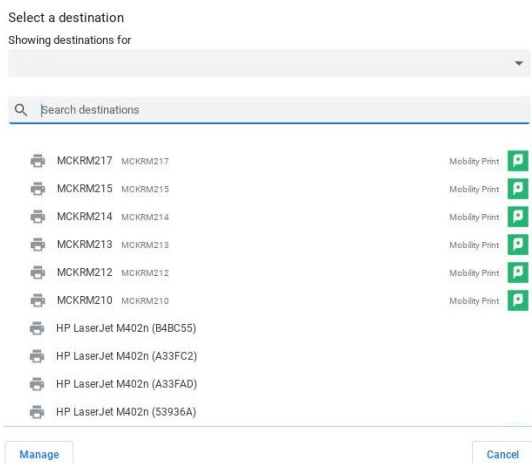 Select a destination
Showing destinations for
Search destinations
MCKRM217 MCKRM217 Mobility Print
MCKRM215 MCKRM215 Mobility Print
MCKRM214 MCKRM214 Mobility Print
MCKRM213 MCKRM213 Mobility Print
MCKRM212 MCKRM212 Mobility Print
MCKRM210 MCKRM210 Mobility Print
HP LaserJet M402n (B4BC55)
HP LaserJet M402n (A33FC2)
HP LaserJet M402n (A33FAD)
HP LaserJet M402n (53936A)
Manage Cancel